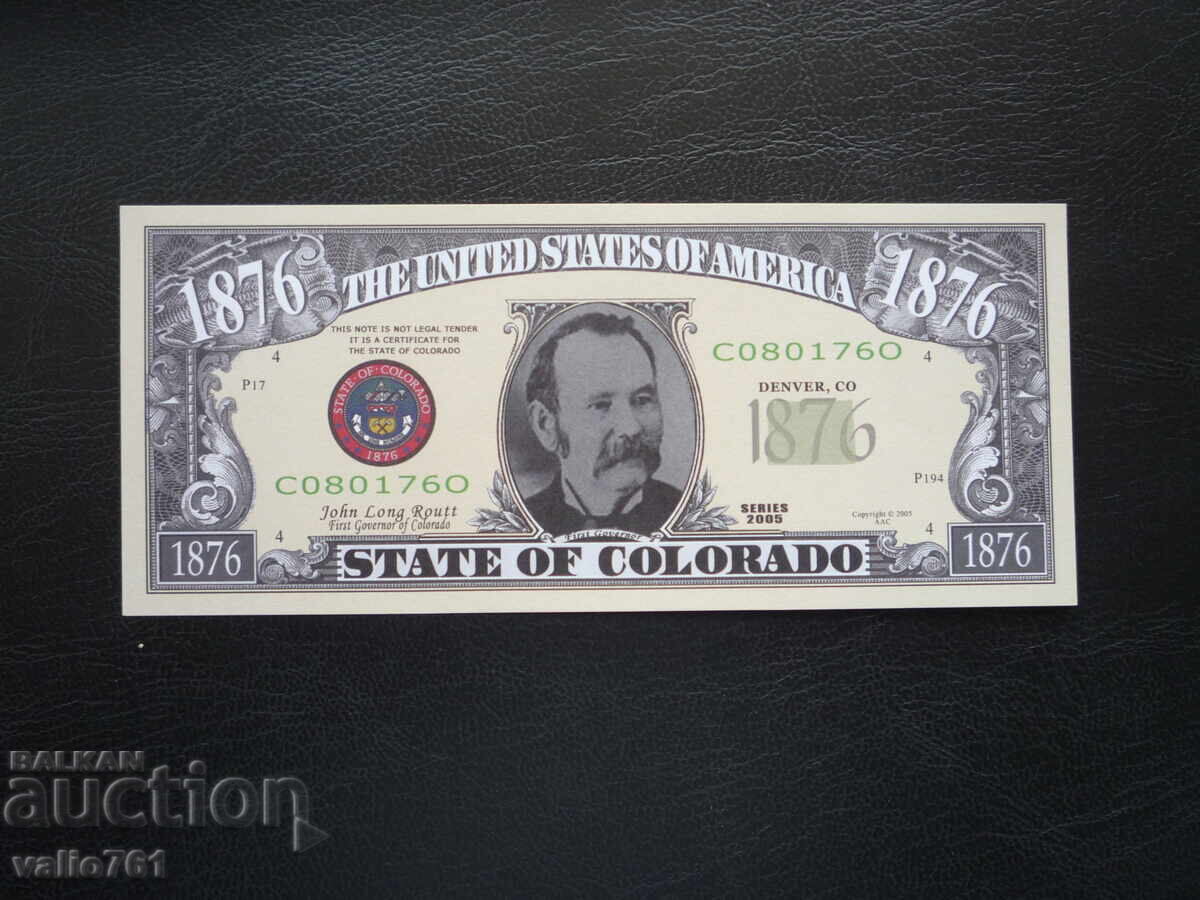 1876
THE UNITED STATES OF AMERICA
1876
THIS NOTE IS NOT LEGAL TENDER
IT IS A CERTIFICATE FOR
THE STATE OF COLORADO
4
P17
STATE · OF · COLORADO
1876
C0801760
John Long Routt
First Governor of Colorado
4
1876
First Governor
C0801760
4
DENVER, CO
1876
P194
SERIES
2005
Copyright © 2005
AAC
4
1876
STATE OF COLORADO
BALKAN
auction
valio761